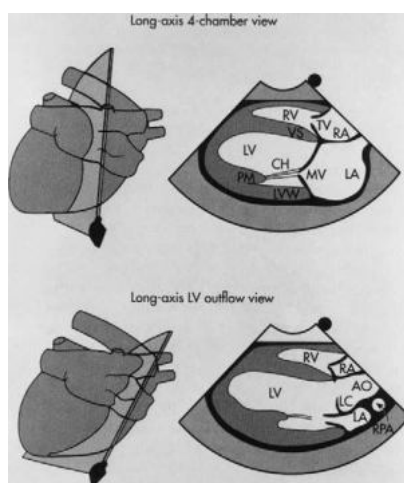 Long-axis 4-chamber view
RV
TV
VS
RA
LV
CH
PM
MV
LA
LVW
Long-axis LV outflow view
RV
RA
LV
AO
LC
LA
RPA